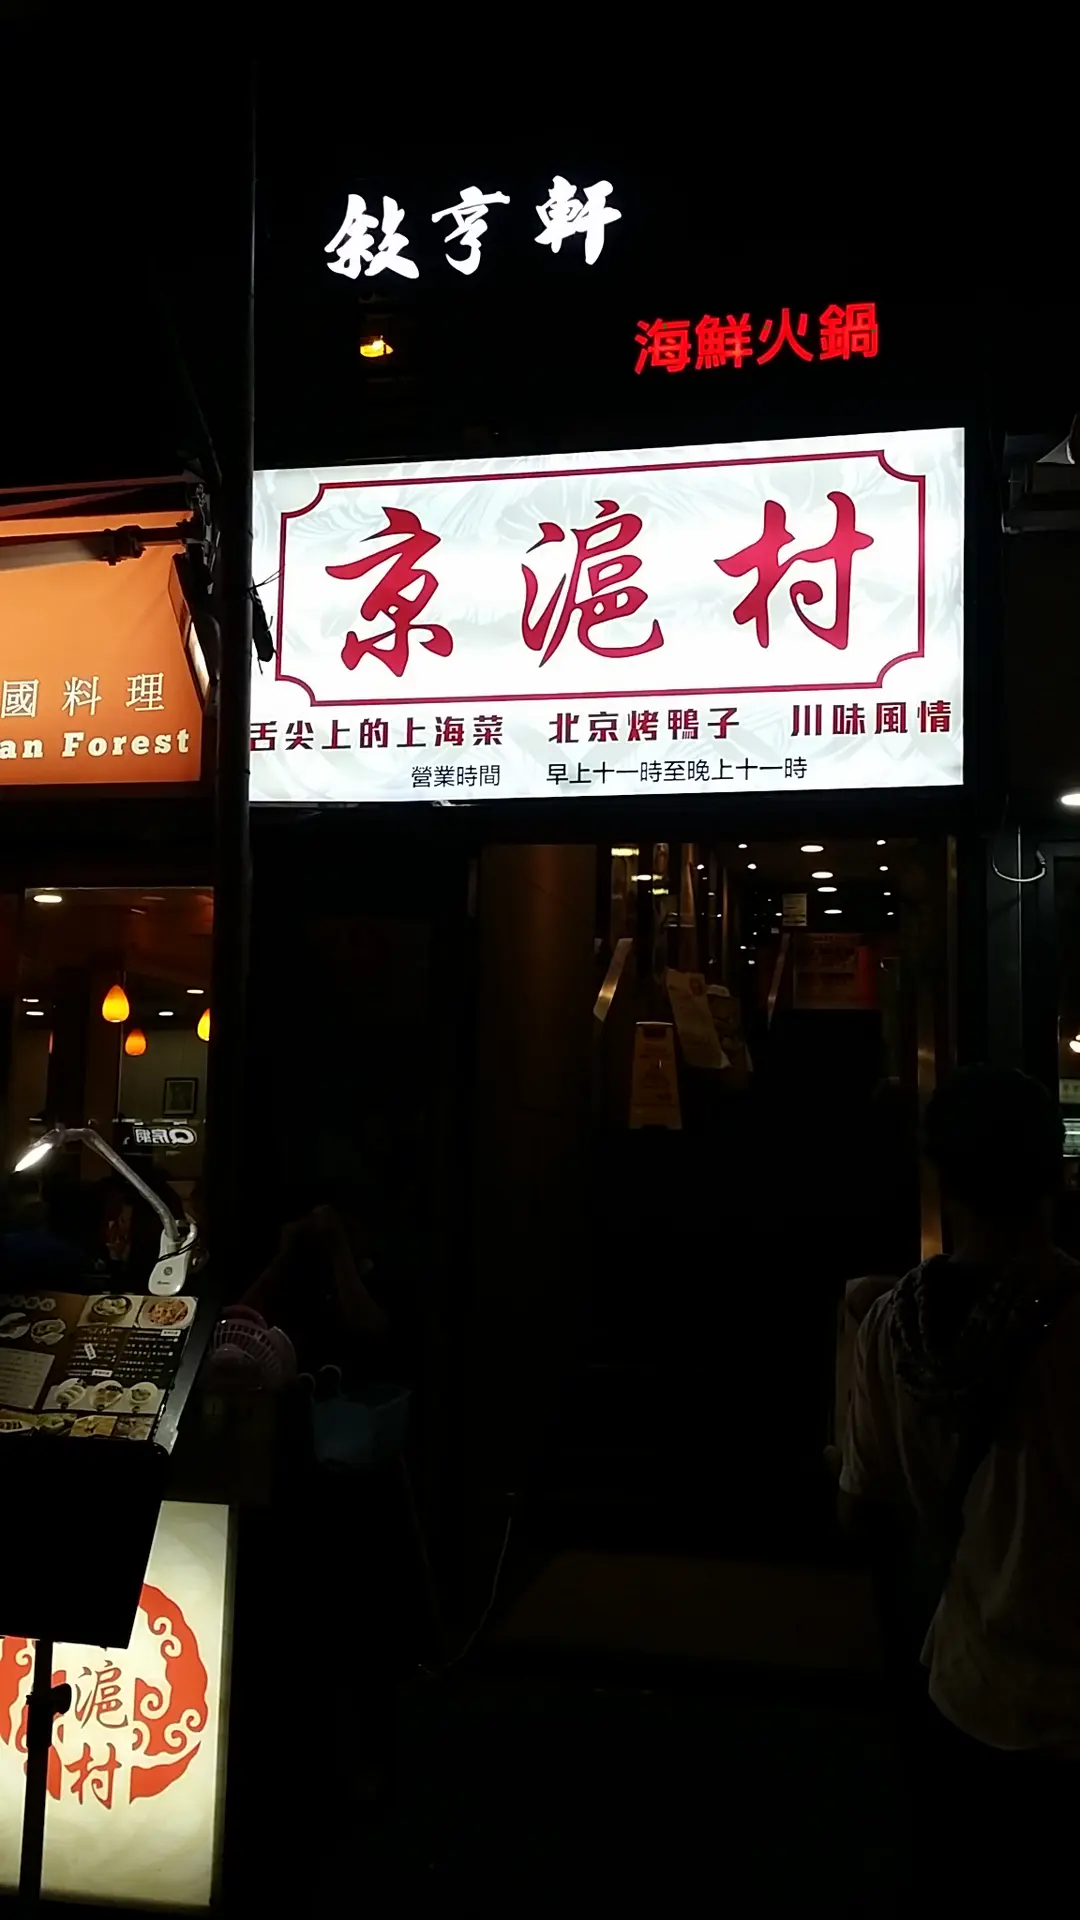 敍亨軒
海鮮火鍋
京滬村
舌尖上的上海菜 北京烤鴨子 川味風情
營業時間 早上十一時至晚上十一時
國料理
an Forest
滬
村